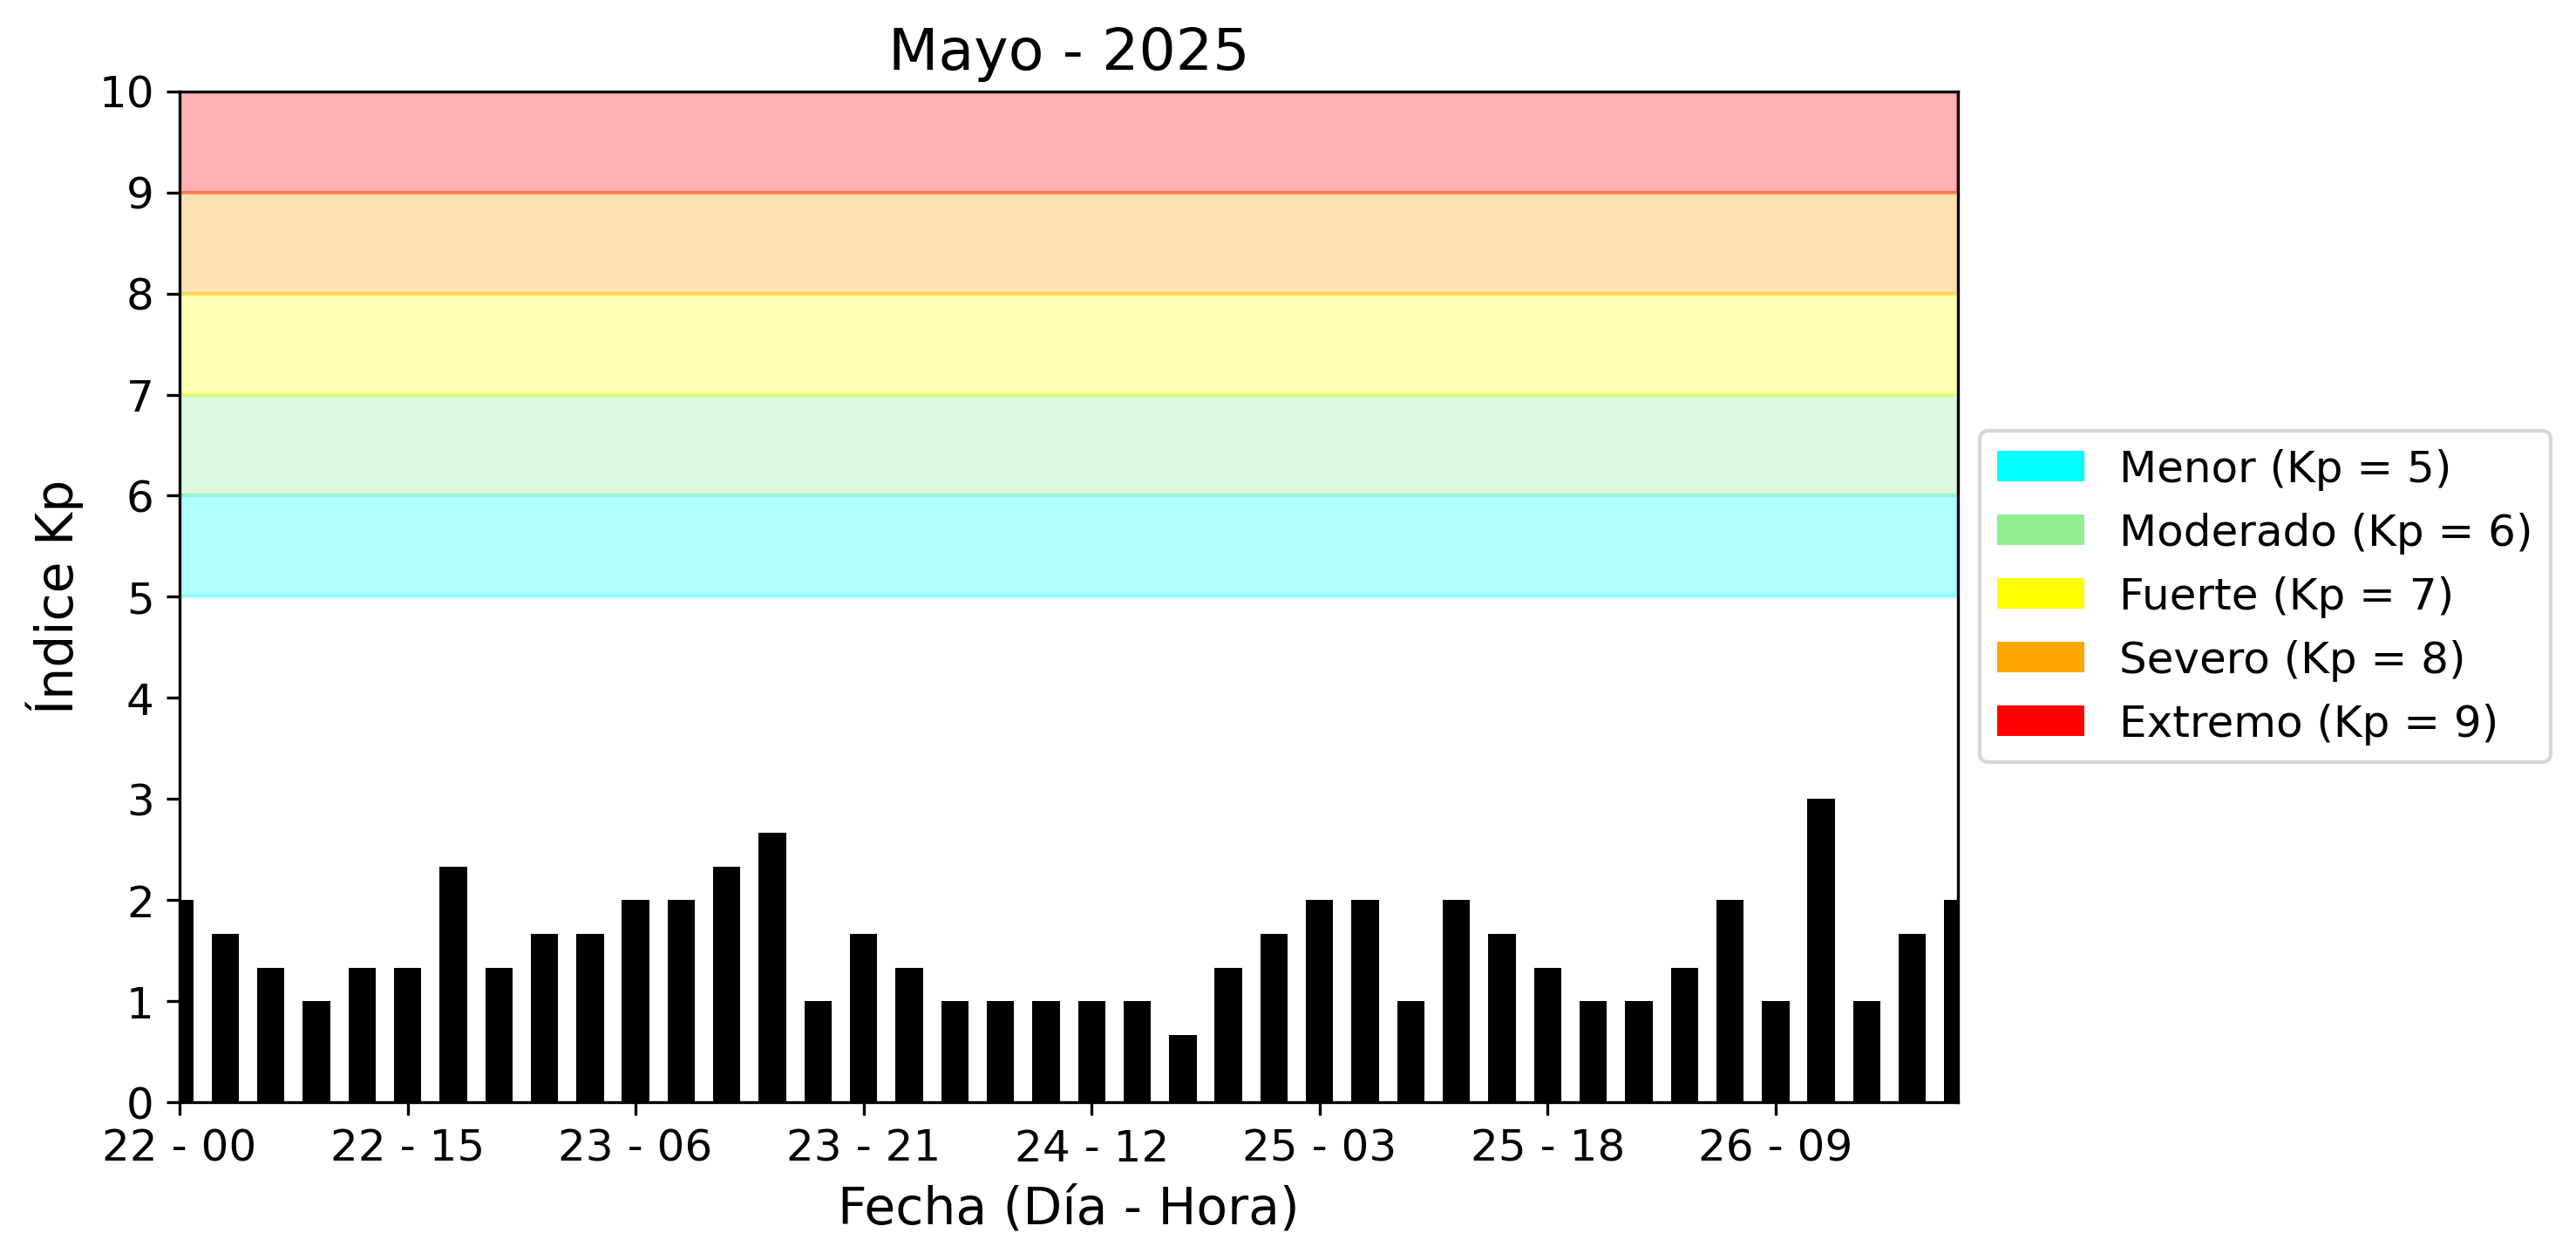 Mayo - 2025
Índice Kp
10
9
8
7
6
5
4
3
2
1
0
22 - 00
22 - 15
23 - 06
23 - 21
24 - 12
25 - 03
25 - 18
26 - 09
Fecha (Día - Hora)
Menor (Kp = 5)
Moderado (Kp = 6)
Fuerte (Kp = 7)
Severo (Kp = 8)
Extremo (Kp = 9)